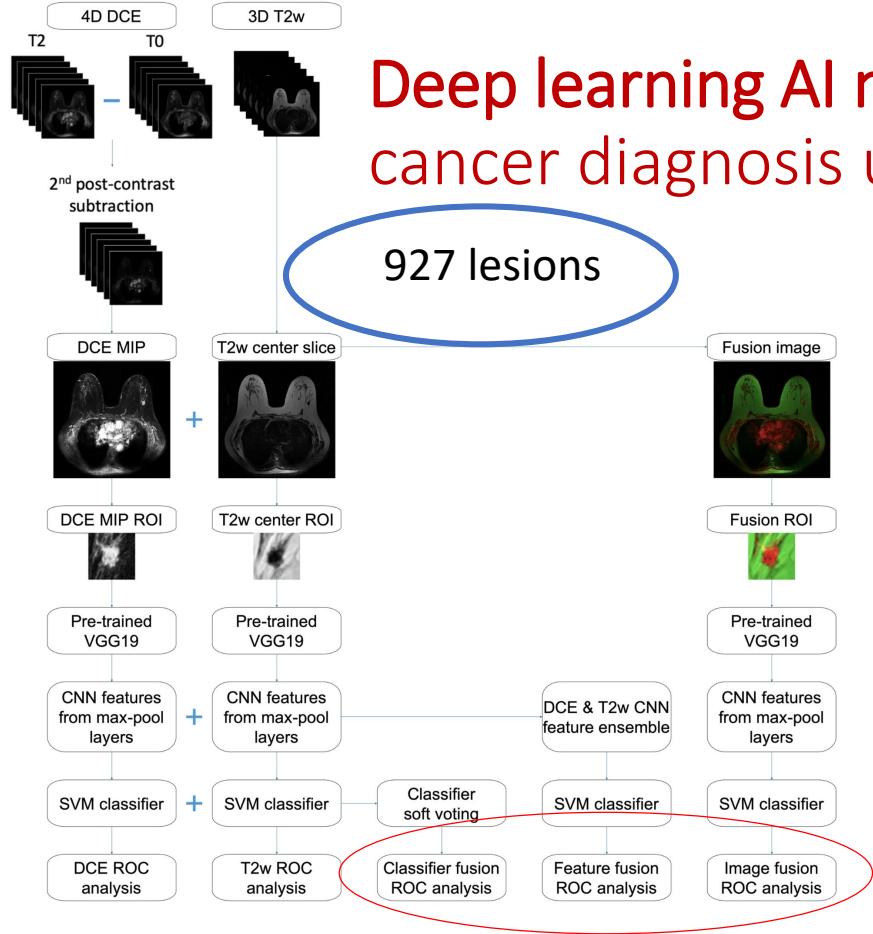 4D DCE
3D T2w
T2
T0
Deep learning AI
cancer diagnosis
2nd post-contrast
subtraction
927 lesions
DCE MIP
T2w center slice
Fusion image
DCE MIP ROI
T2w center ROI
Fusion ROI
Pre-trained
VGG19
Pre-trained
VGG19
Pre-trained
VGG19
CNN features
from max-pool
layers
CNN features
from max-pool
layers
DCE & T2w CNN
feature ensemble
CNN features
from max-pool
layers
SVM classifier
SVM classifier
Classifier
soft voting
SVM classifier
SVM classifier
DCE ROC
analysis
T2w ROC
analysis
Classifier fusion
ROC analysis
Feature fusion
ROC analysis
Image fusion
ROC analysis